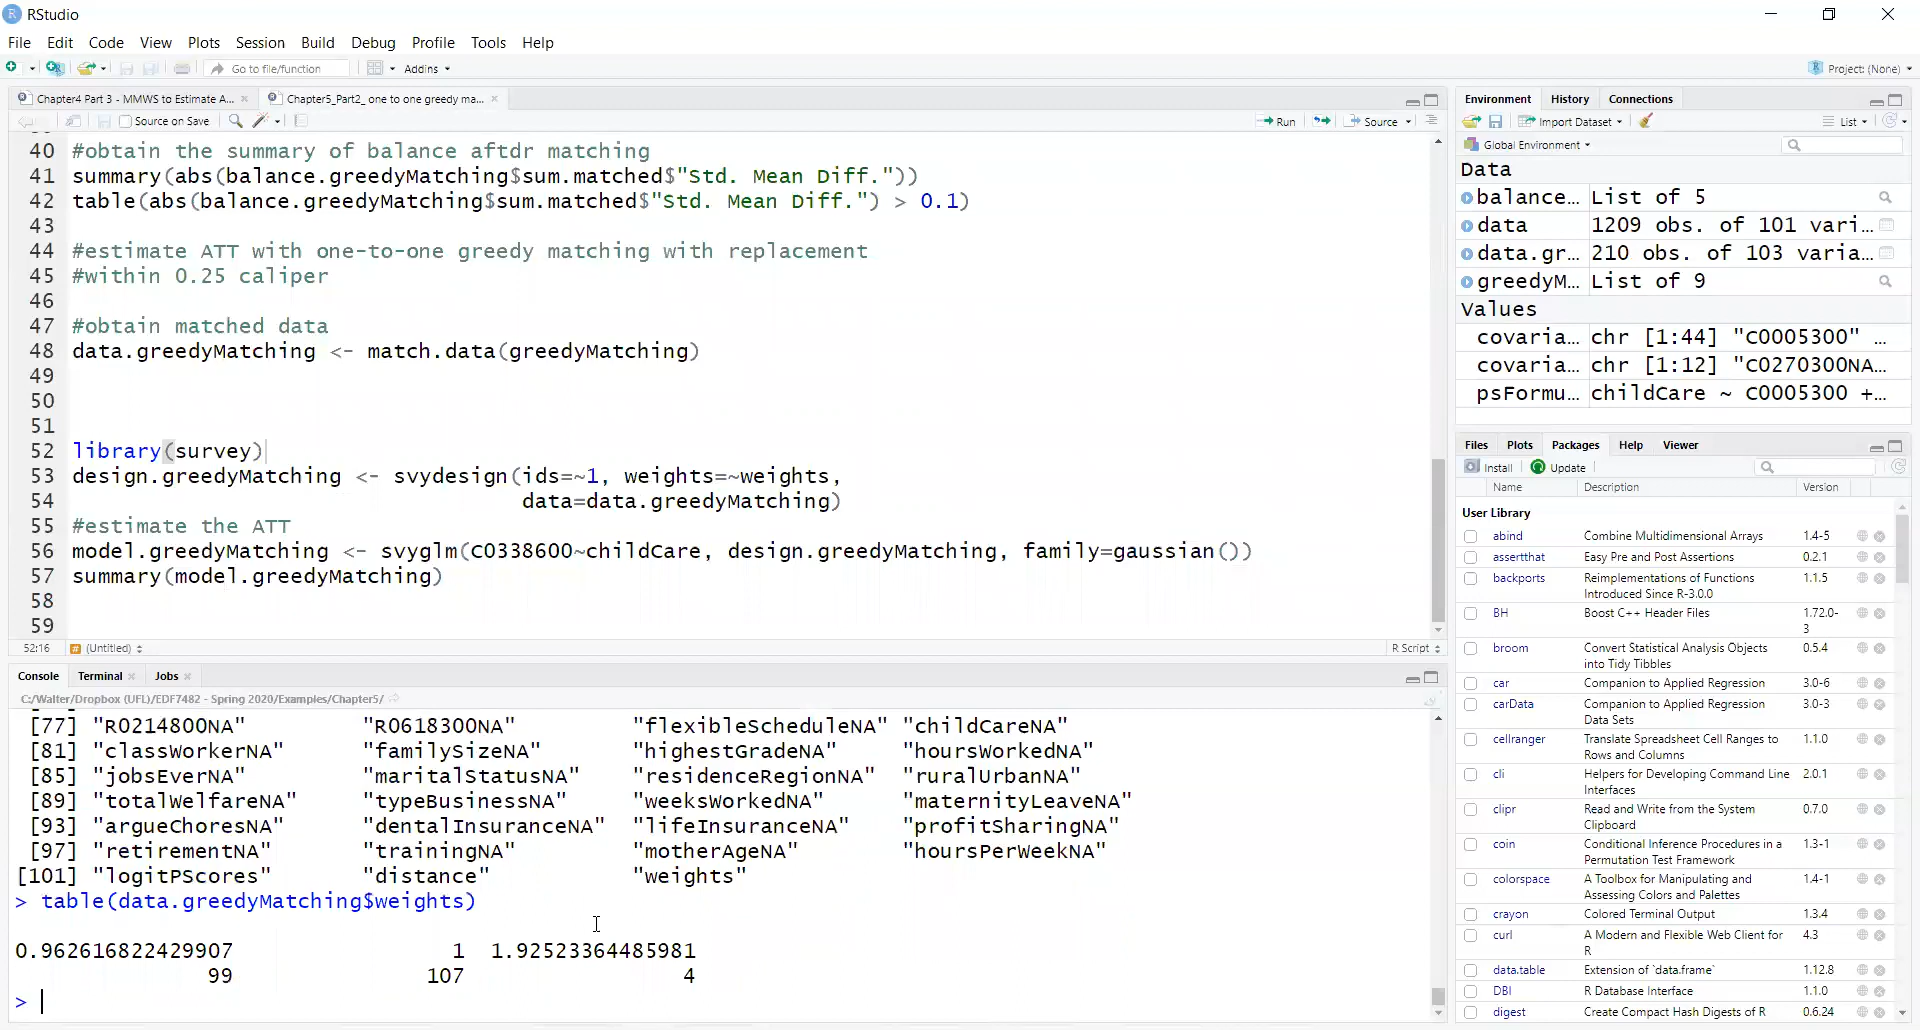 RStudio
File Edit Code View Plots Session Build Debug Profile Tools Help
Go to file/function Addins Project: (None)
Chapter4 Part 3 - MMWS to Estimate A... Chapter5_Part2_ one to one greedy ma...
Source on Save Run Source
40 #obtain the summary of balance aftdr matching
41 summary(abs(balance.greedyMatching$sum.matched$"Std. Mean Diff."))
42 table(abs(balance.greedyMatching$sum.matched$"Std. Mean Diff.") > 0.1)
43
44 #estimate ATT with one-to-one greedy matching with replacement
45 #within 0.25 caliper
46
47 #obtain matched data
48 data.greedyMatching <- match.data(greedyMatching)
49
50
51
52 library(survey)
53 design.greedyMatching <- svydesign(ids=~1, weights=~weights,
54 data=data.greedyMatching)
55 #estimate the ATT
56 model.greedyMatching <- svyglm(C0338600~childCare, design.greedyMatching, family=gaussian())
57 summary(model.greedyMatching)
58
59
52:16 (Untitled) R Script
Console Terminal Jobs
C:/Walter/Dropbox (UFL)/EDF7482 - Spring 2020/Examples/Chapter5/
[77] "R0214800NA" "R0618300NA" "flexibleScheduleNA" "childCareNA"
[81] "classWorkerNA" "familySizeNA" "highestGradeNA" "hoursWorkedNA"
[85] "jobsEverNA" "maritalStatusNA" "residenceRegionNA" "ruralUrbanNA"
[89] "totalWelfareNA" "typeBusinessNA" "weeksWorkedNA" "maternityLeaveNA"
[93] "argueChoresNA" "dentalInsuranceNA" "lifeInsuranceNA" "profitSharingNA"
[97] "retirementNA" "trainingNA" "motherAgeNA" "hoursPerWeekNA"
[101] "logitPScores" "distance" "weights"
> table(data.greedyMatching$weights)
0.962616822429907 1 1.92523364485981
99 107 4
>
Environment History Connections
Import Dataset List
Global Environment
Data
balance... List of 5
data 1209 obs. of 101 vari...
data.gr... 210 obs. of 103 varia...
greedyM... List of 9
Values
covaria... chr [1:44] "C0005300" ...
covaria... chr [1:12] "C0270300NA...
psFormu... childCare ~ C0005300 +...
Files Plots Packages Help Viewer
Install Update
Name Description Version
User Library
abind Combine Multidimensional Arrays 1.4-5
assertthat Easy Pre and Post Assertions 0.2.1
backports Reimplementations of Functions 1.1.5
Introduced Since R-3.0.0
BH Boost C++ Header Files 1.72.0-
3
broom Convert Statistical Analysis Objects 0.5.4
into Tidy Tibbles
car Companion to Applied Regression 3.0-6
carData Companion to Applied Regression 3.0-3
Data Sets
cellranger Translate Spreadsheet Cell Ranges to 1.1.0
Rows and Columns
cli Helpers for Developing Command Line 2.0.1
Interfaces
clipr Read and Write from the System 0.7.0
Clipboard
coin Conditional Inference Procedures in a 1.3-1
Permutation Test Framework
colorspace A Toolbox for Manipulating and 1.4-1
Assessing Colors and Palettes
crayon Colored Terminal Output 1.3.4
curl A Modern and Flexible Web Client for 4.3
R
data.table Extension of `data.frame` 1.12.8
DBI R Database Interface 1.1.0
digest Create Compact Hash Digests of R 0.6.24